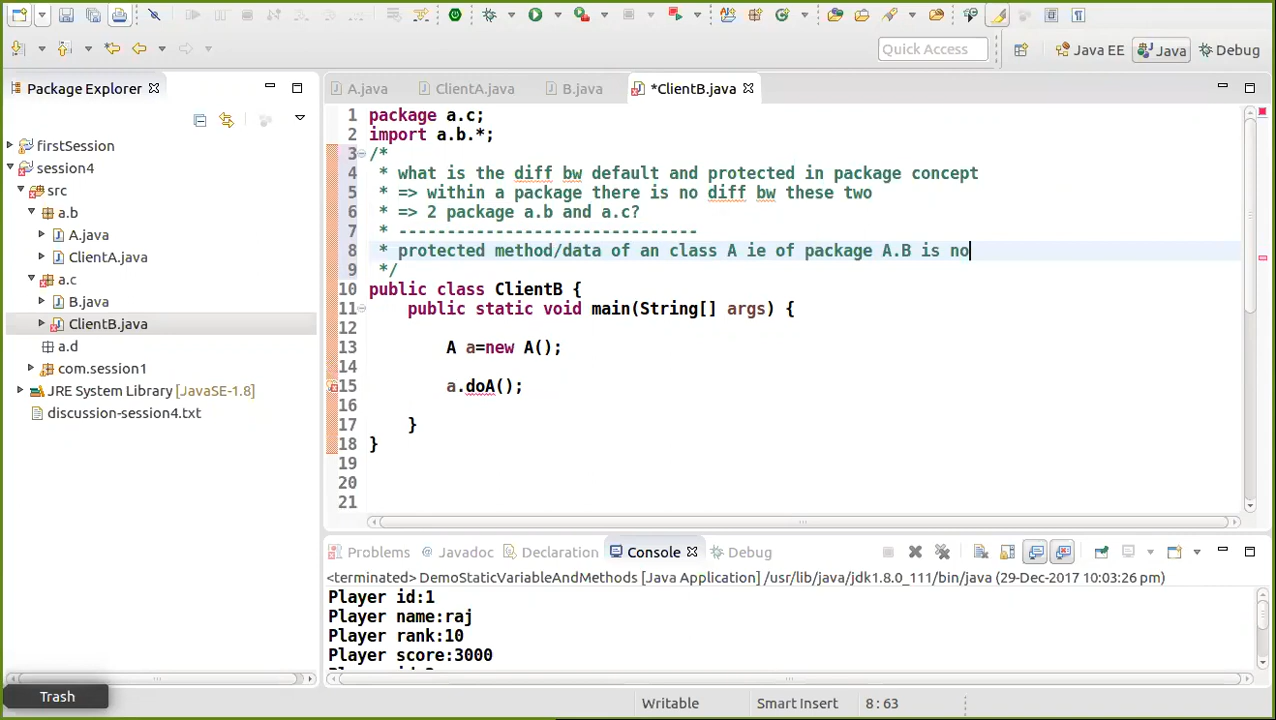 Quick Access
Java EE
Java
Debug
Package Explorer
A.java
ClientA.java
B.java
*ClientB.java
firstSession
session4
src
a.b
A.java
ClientA.java
a.c
B.java
ClientB.java
a.d
com.session1
JRE System Library [JavaSE-1.8]
discussion-session4.txt
1 package a.c;
2 import a.b.*;
3 /*
4 * what is the diff bw default and protected in package concept
5 * => within a package there is no diff bw these two
6 * => 2 package a.b and a.c?
7 * -------------------------------
8 * protected method/data of an class A ie of package A.B is no
9 */
10 public class ClientB {
11 public static void main(String[] args) {
12
13 A a=new A();
14
15 a.doA();
16
17 }
18 }
19
20
21
Problems
Javadoc
Declaration
Console
Debug
<terminated> DemoStaticVariableAndMethods [Java Application] /usr/lib/java/jdk1.8.0_111/bin/java (29-Dec-2017 10:03:26 pm)
Player id:1
Player name:raj
Player rank:10
Player score:3000
Trash
Writable
Smart Insert
8 : 63